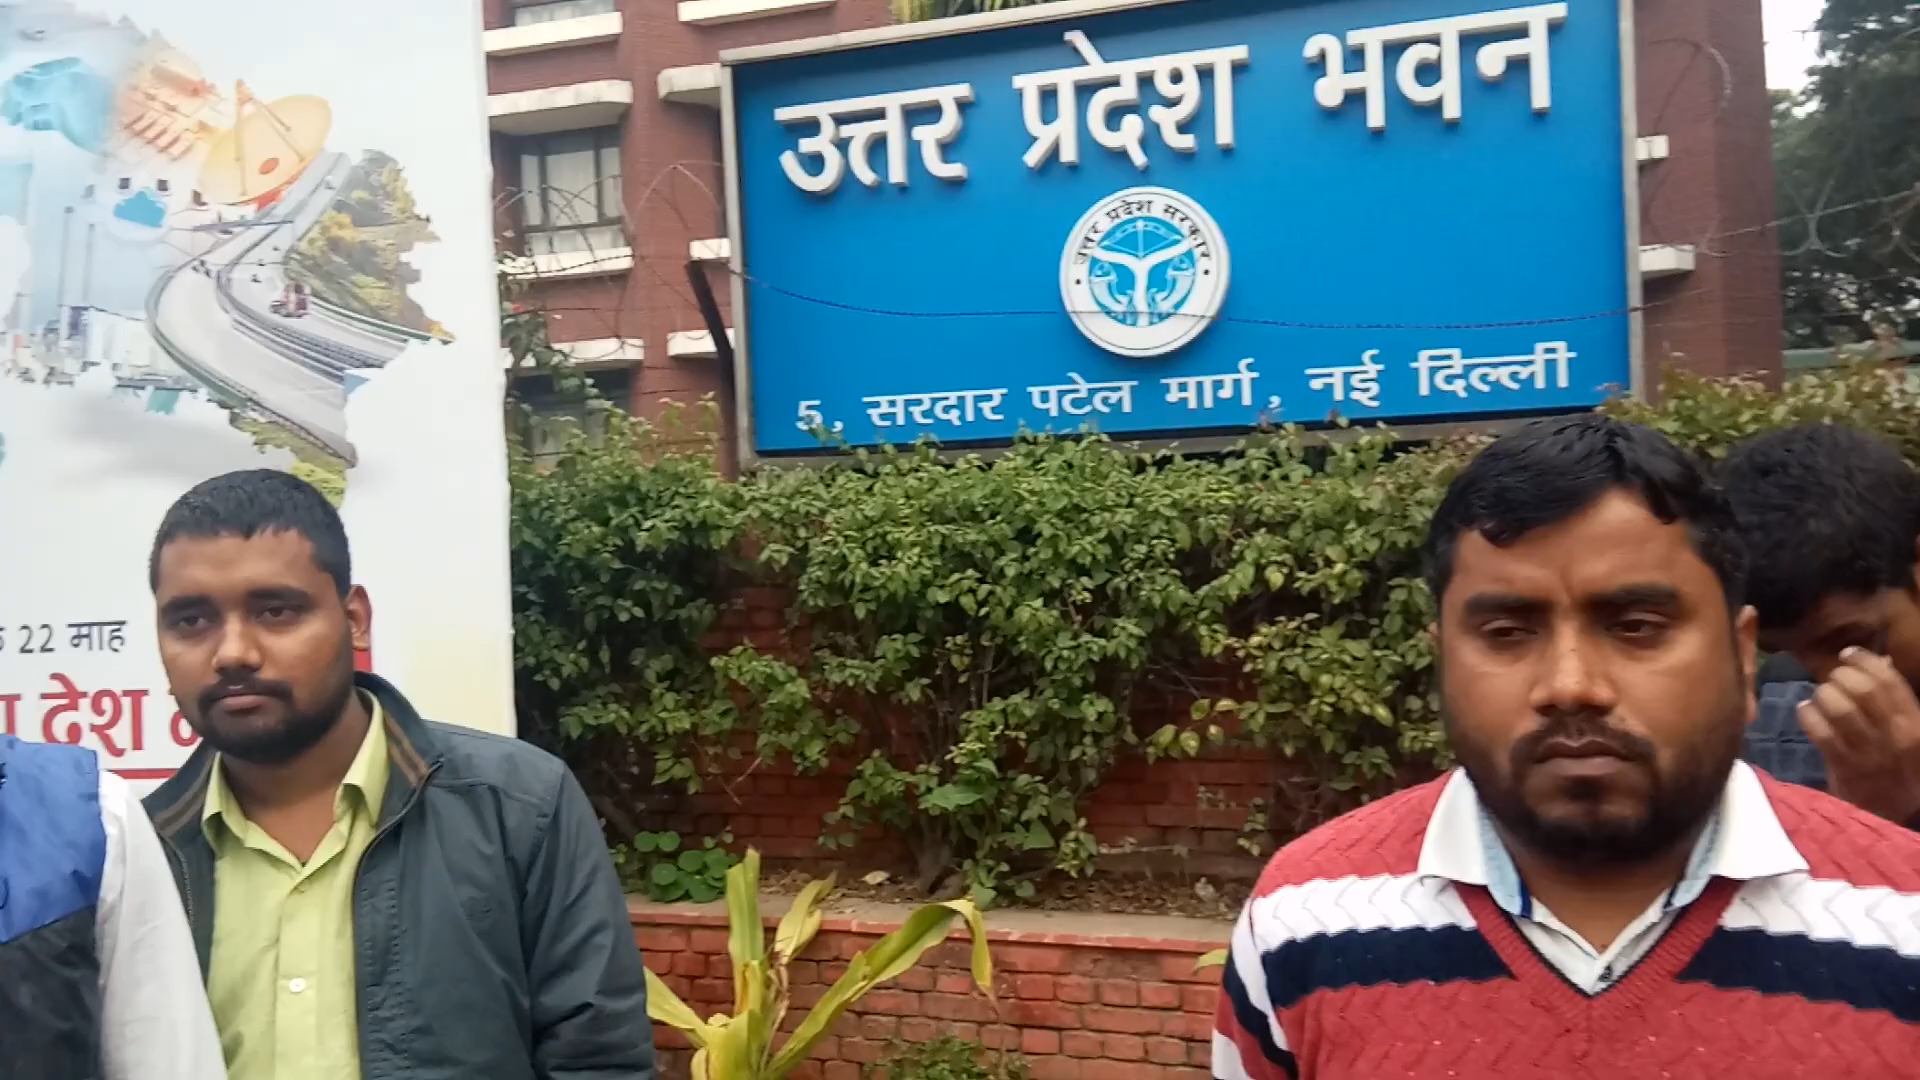 उत्तर प्रदेश भवन
उत्तर प्रदेश सरकार
5, सरदार पटेल मार्ग, नई दिल्ली
22 माह
देश